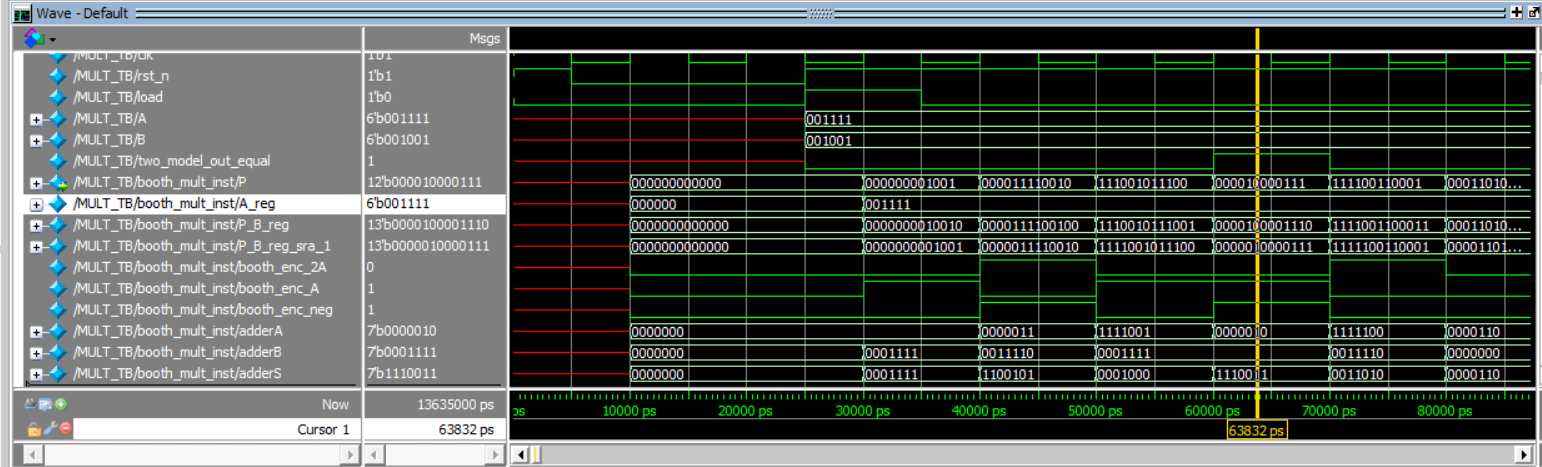 Wave - Default
Msgs
/MULT_TB/clk 1'b1
/MULT_TB/rst_n 1'b1
/MULT_TB/load 1'b0
/MULT_TB/A 6'b001111 001111
/MULT_TB/B 6'b001001 001001
/MULT_TB/two_model_out_equal 1
/MULT_TB/booth_mult_inst/P 12'b000010000111 000000000000 000000001001 000011110010 111001011100 000010000111 111100110001 00011010...
/MULT_TB/booth_mult_inst/A_reg 6'b001111 000000 001111
/MULT_TB/booth_mult_inst/P_B_reg 13'b0000100001110 0000000000000 0000000010010 0000111100100 1110010111001 0000100001110 1111001100011 00011010...
/MULT_TB/booth_mult_inst/P_B_reg_sra_1 13'b0000010000111 0000000000000 0000000001001 0000011110010 1111001011100 0000010000111 1111100110001 00001101...
/MULT_TB/booth_mult_inst/booth_enc_2A 0
/MULT_TB/booth_mult_inst/booth_enc_A 1
/MULT_TB/booth_mult_inst/booth_enc_neg 1
/MULT_TB/booth_mult_inst/adderA 7'b0000010 0000000 0000011 1111001 0000010 1111100 0000110
/MULT_TB/booth_mult_inst/adderB 7'b0001111 0000000 0001111 0011110 0001111 0011110 0000000
/MULT_TB/booth_mult_inst/adderS 7'b1110011 0000000 0001111 1100101 0001000 1110011 0011010 0000110
Now 13635000 ps ps 10000 ps 20000 ps 30000 ps 40000 ps 50000 ps 60000 ps 70000 ps 80000 ps
Cursor 1 63832 ps 63832 ps